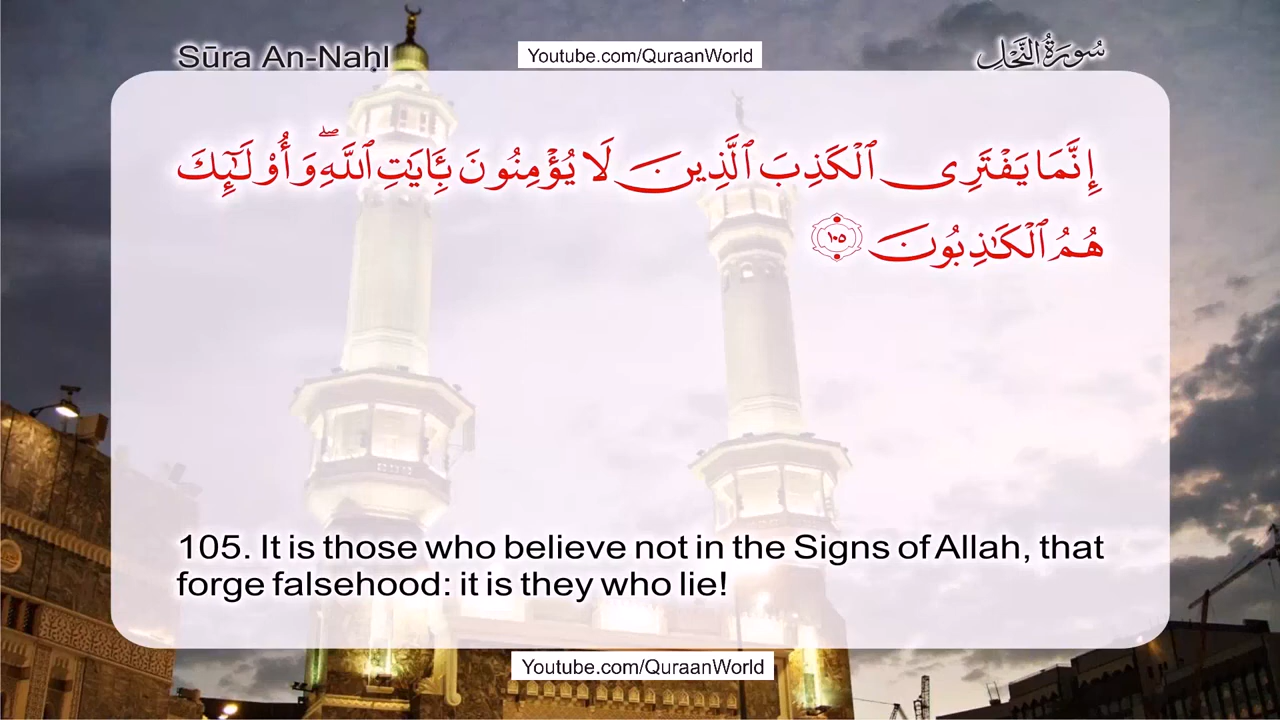 Sūra An-Naḥl
Youtube.com/QuraanWorld
سُورَةُ النَّحْلِ
إِنَّمَا يَفْتَرِى ٱلْكَذِبَ ٱلَّذِينَ لَا يُؤْمِنُونَ بِـَٔايَـٰتِ ٱللَّهِ ۖ وَأُو۟لَـٰٓئِكَ
هُمُ ٱلْكَـٰذِبُونَ ١٠٥
105. It is those who believe not in the Signs of Allah, that
forge falsehood: it is they who lie!
Youtube.com/QuraanWorld